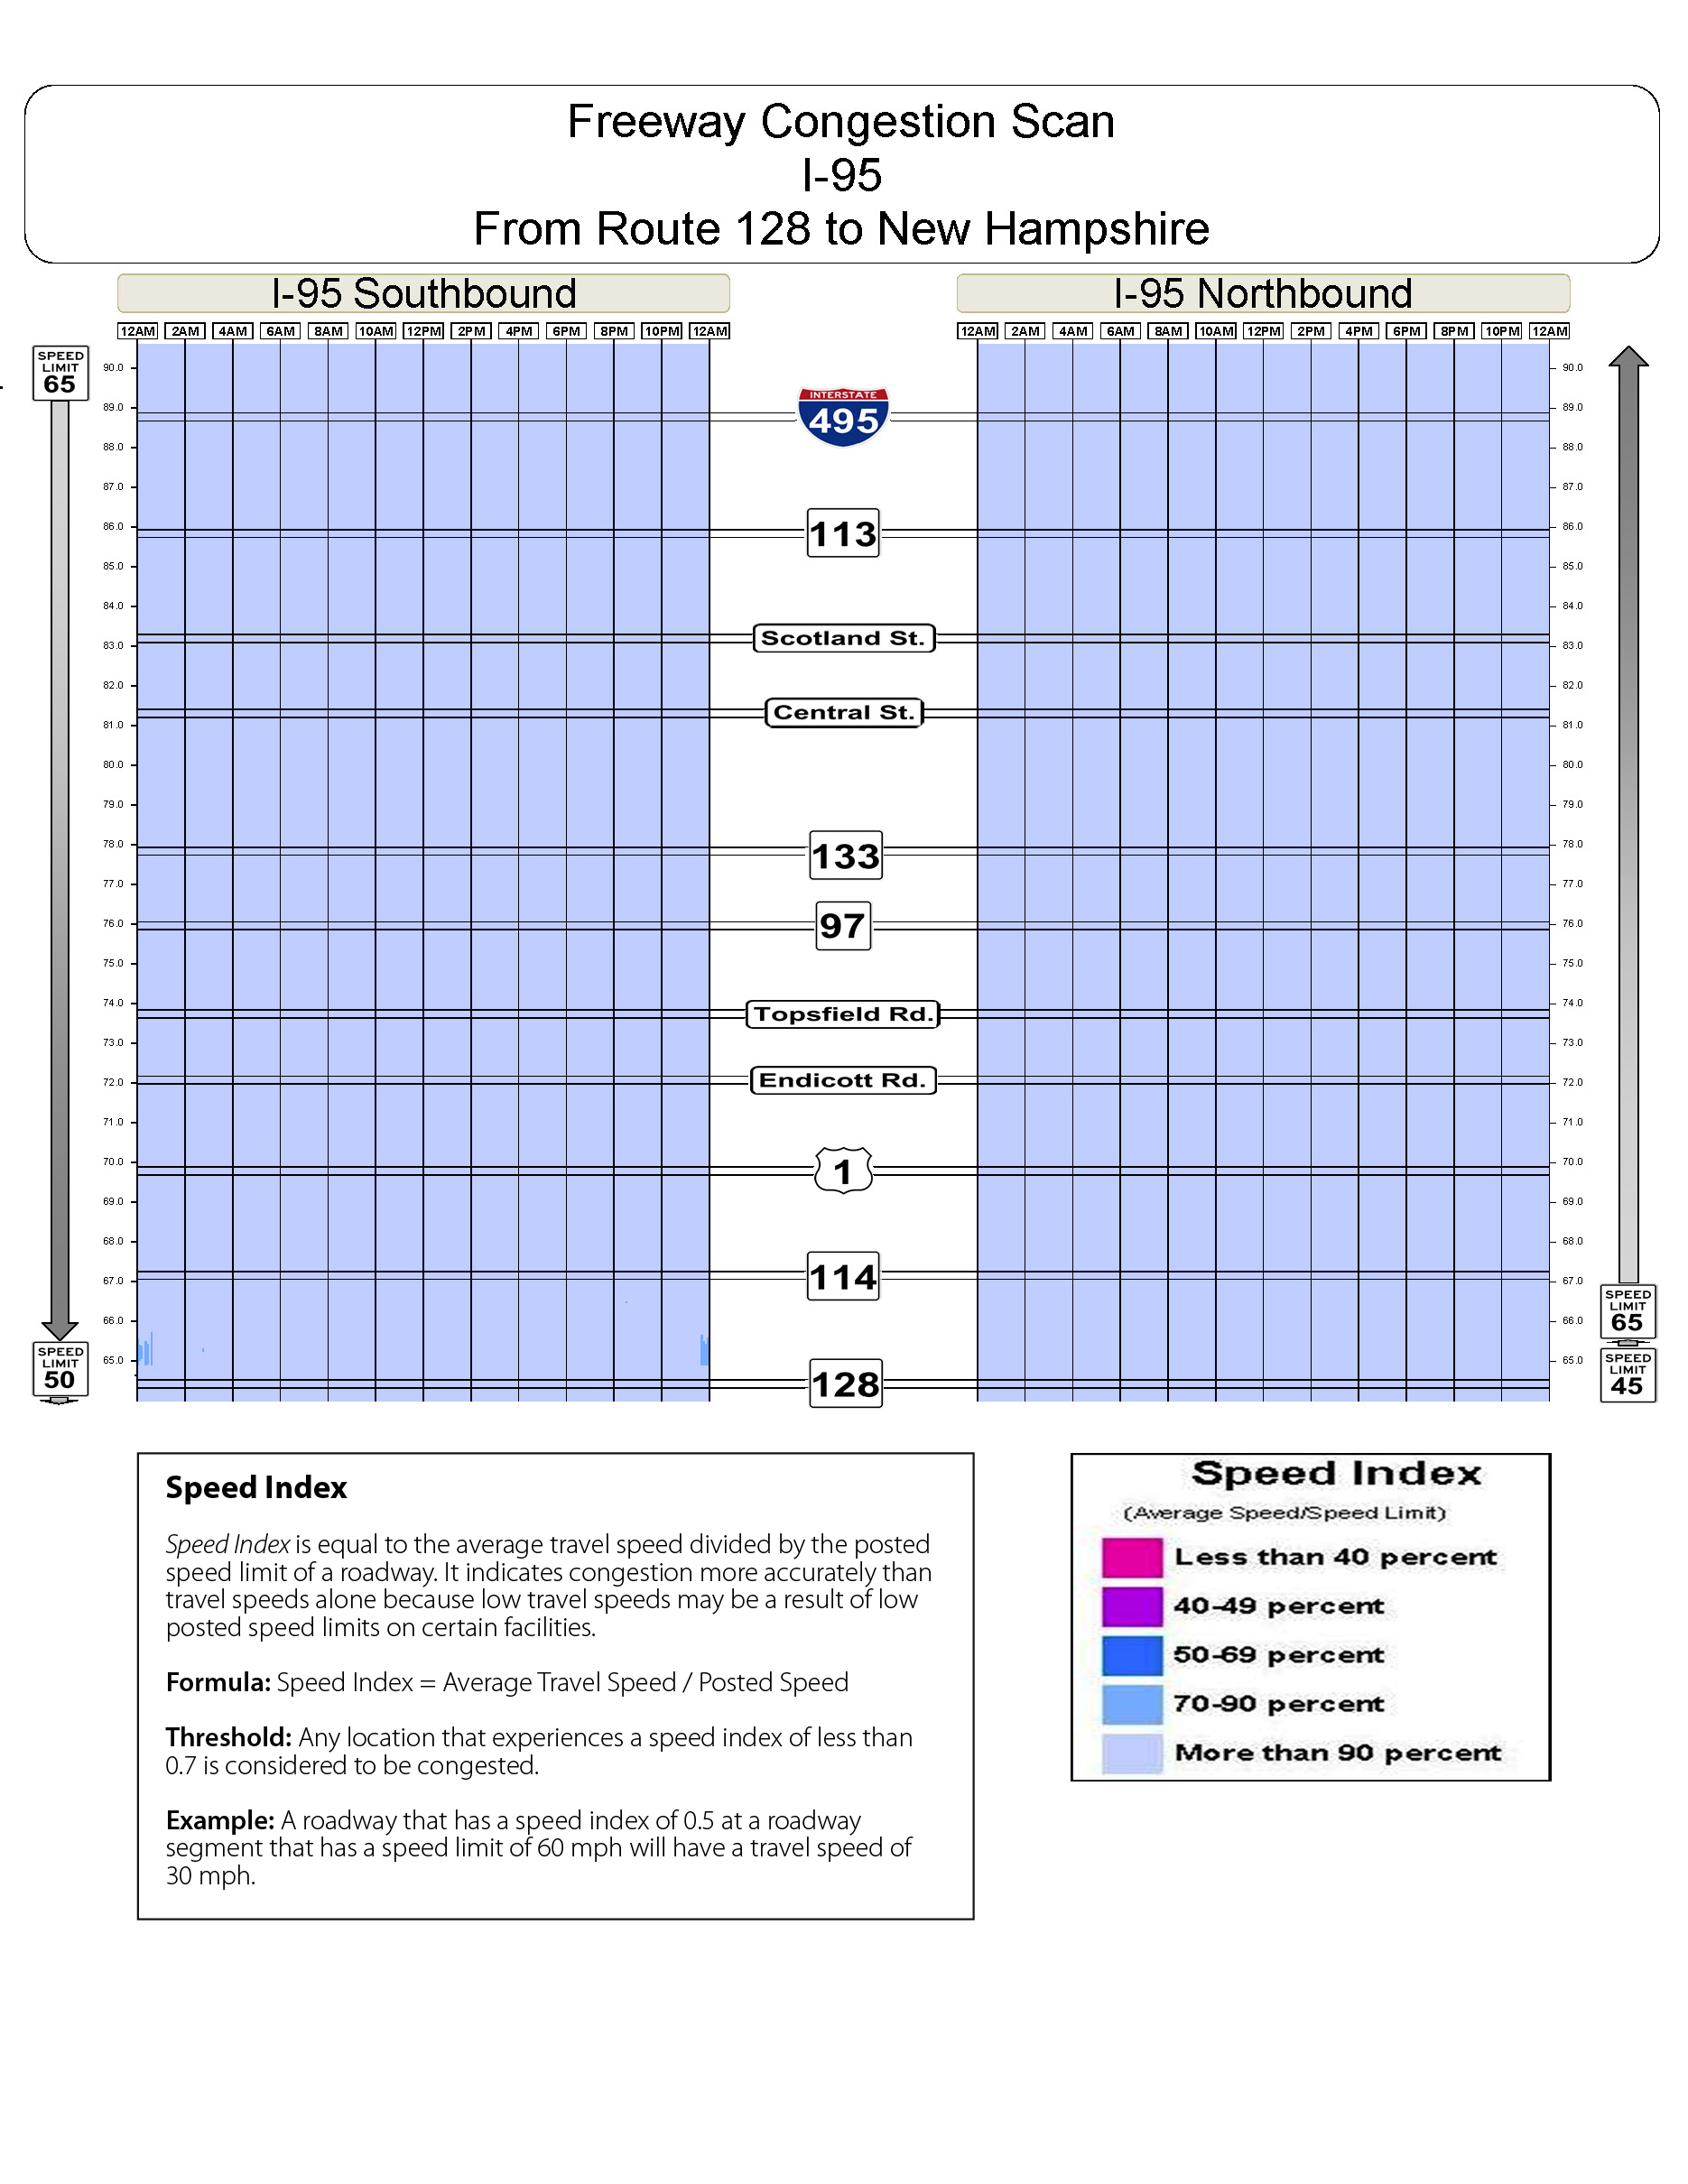 Freeway Congestion Scan
I-95
From Route 128 to New Hampshire
I-95 Southbound
I-95 Northbound
12AM 2AM 4AM 6AM 8AM 10AM 12PM 2PM 4PM 6PM 8PM 10PM 12AM
12AM 2AM 4AM 6AM 8AM 10AM 12PM 2PM 4PM 6PM 8PM 10PM 12AM
SPEED
LIMIT
65
90.0 90.0
89.0 INTERSTATE 89.0
495
88.0 88.0
87.0 87.0
86.0 113 86.0
85.0 85.0
84.0 84.0
83.0 Scotland St. 83.0
82.0 82.0
81.0 Central St. 81.0
80.0 80.0
79.0 79.0
78.0 133 78.0
77.0 77.0
76.0 97 76.0
75.0 75.0
74.0 Topsfield Rd. 74.0
73.0 73.0
72.0 Endicott Rd. 72.0
71.0 71.0
70.0 1 70.0
69.0 69.0
68.0 68.0
67.0 114 67.0
66.0 66.0
65.0 65.0
128
SPEED
LIMIT
50
SPEED
LIMIT
65
SPEED
LIMIT
45
Speed Index
Speed Index is equal to the average travel speed divided by the posted
speed limit of a roadway. It indicates congestion more accurately than
travel speeds alone because low travel speeds may be a result of low
posted speed limits on certain facilities.
Formula: Speed Index = Average Travel Speed / Posted Speed
Threshold: Any location that experiences a speed index of less than
0.7 is considered to be congested.
Example: A roadway that has a speed index of 0.5 at a roadway
segment that has a speed limit of 60 mph will have a travel speed of
30 mph.
Speed Index
(Average Speed/Speed Limit)
Less than 40 percent
40-49 percent
50-69 percent
70-90 percent
More than 90 percent